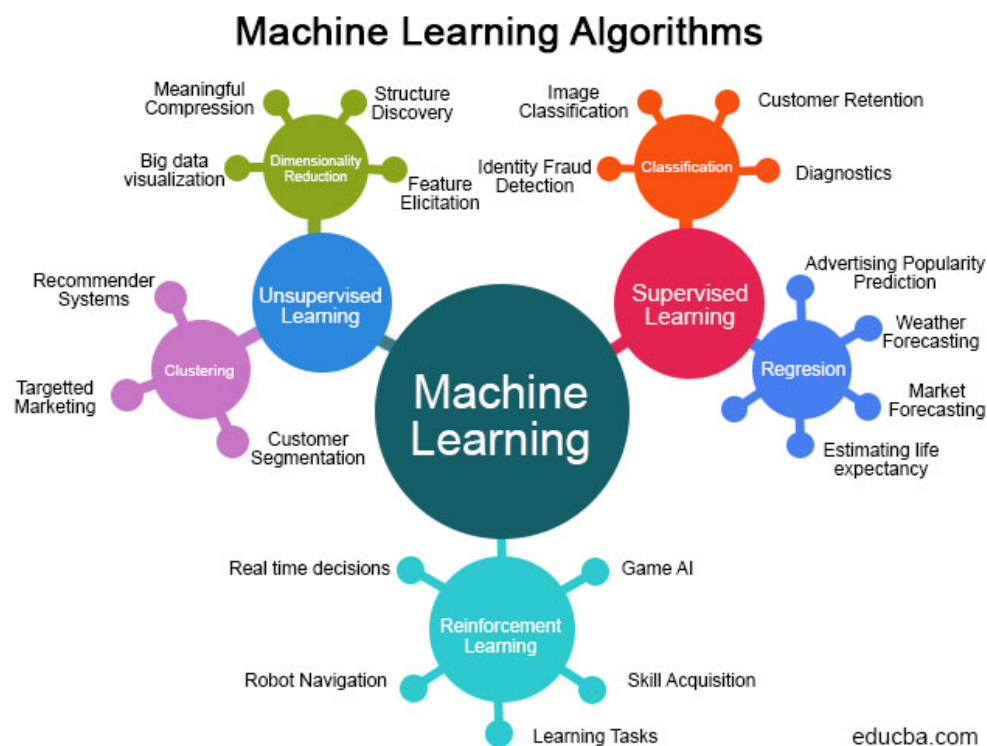 Machine Learning Algorithms
Meaningful
Compression
Structure
Discovery
Big data
visualization
Dimensionality
Reduction
Feature
Elicitation
Image
Classification
Customer Retention
Identity Fraud
Detection
Classification
Diagnostics
Recommender
Systems
Unsupervised
Learning
Clustering
Targetted
Marketing
Customer
Segmentation
Machine
Learning
Supervised
Learning
Advertising Popularity
Prediction
Weather
Forecasting
Regresion
Market
Forecasting
Estimating life
expectancy
Real time decisions
Game AI
Reinforcement
Learning
Robot Navigation
Skill Acquisition
Learning Tasks
educba.com